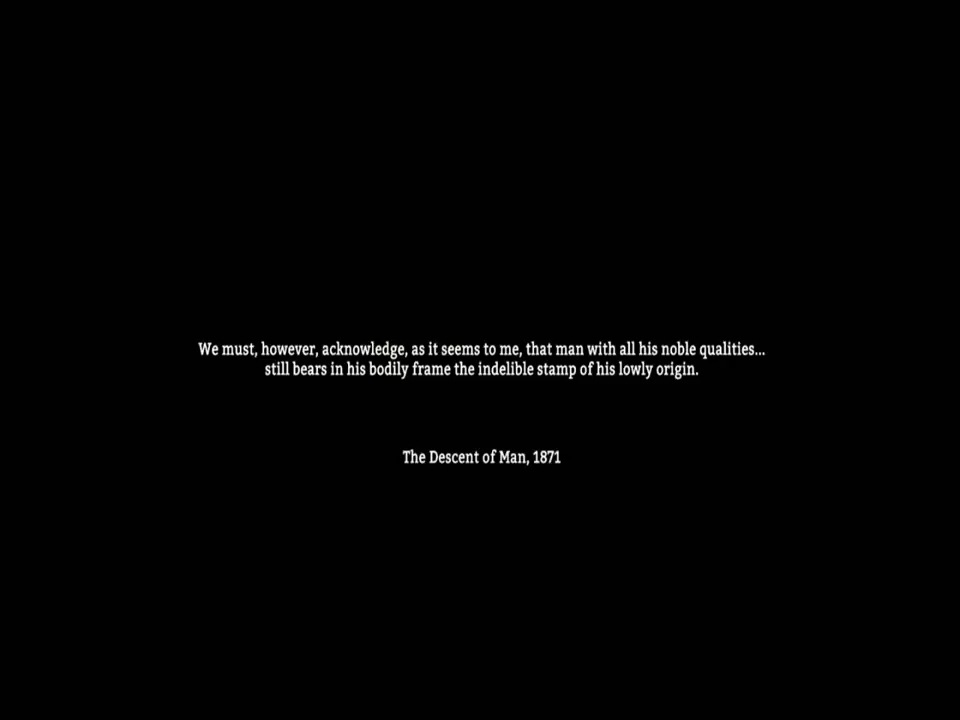 We must, however, acknowledge, as it seems to me, that man with all his noble qualities...
still bears in his bodily frame the indelible stamp of his lowly origin.
The Descent of Man, 1871